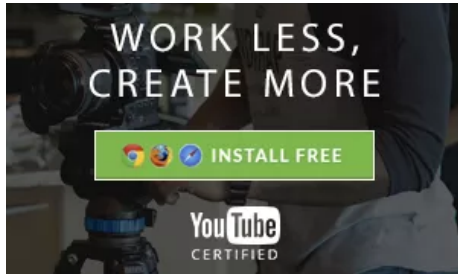 WORK LESS,
CREATE MORE
INSTALL FREE
YouTube
CERTIFIED